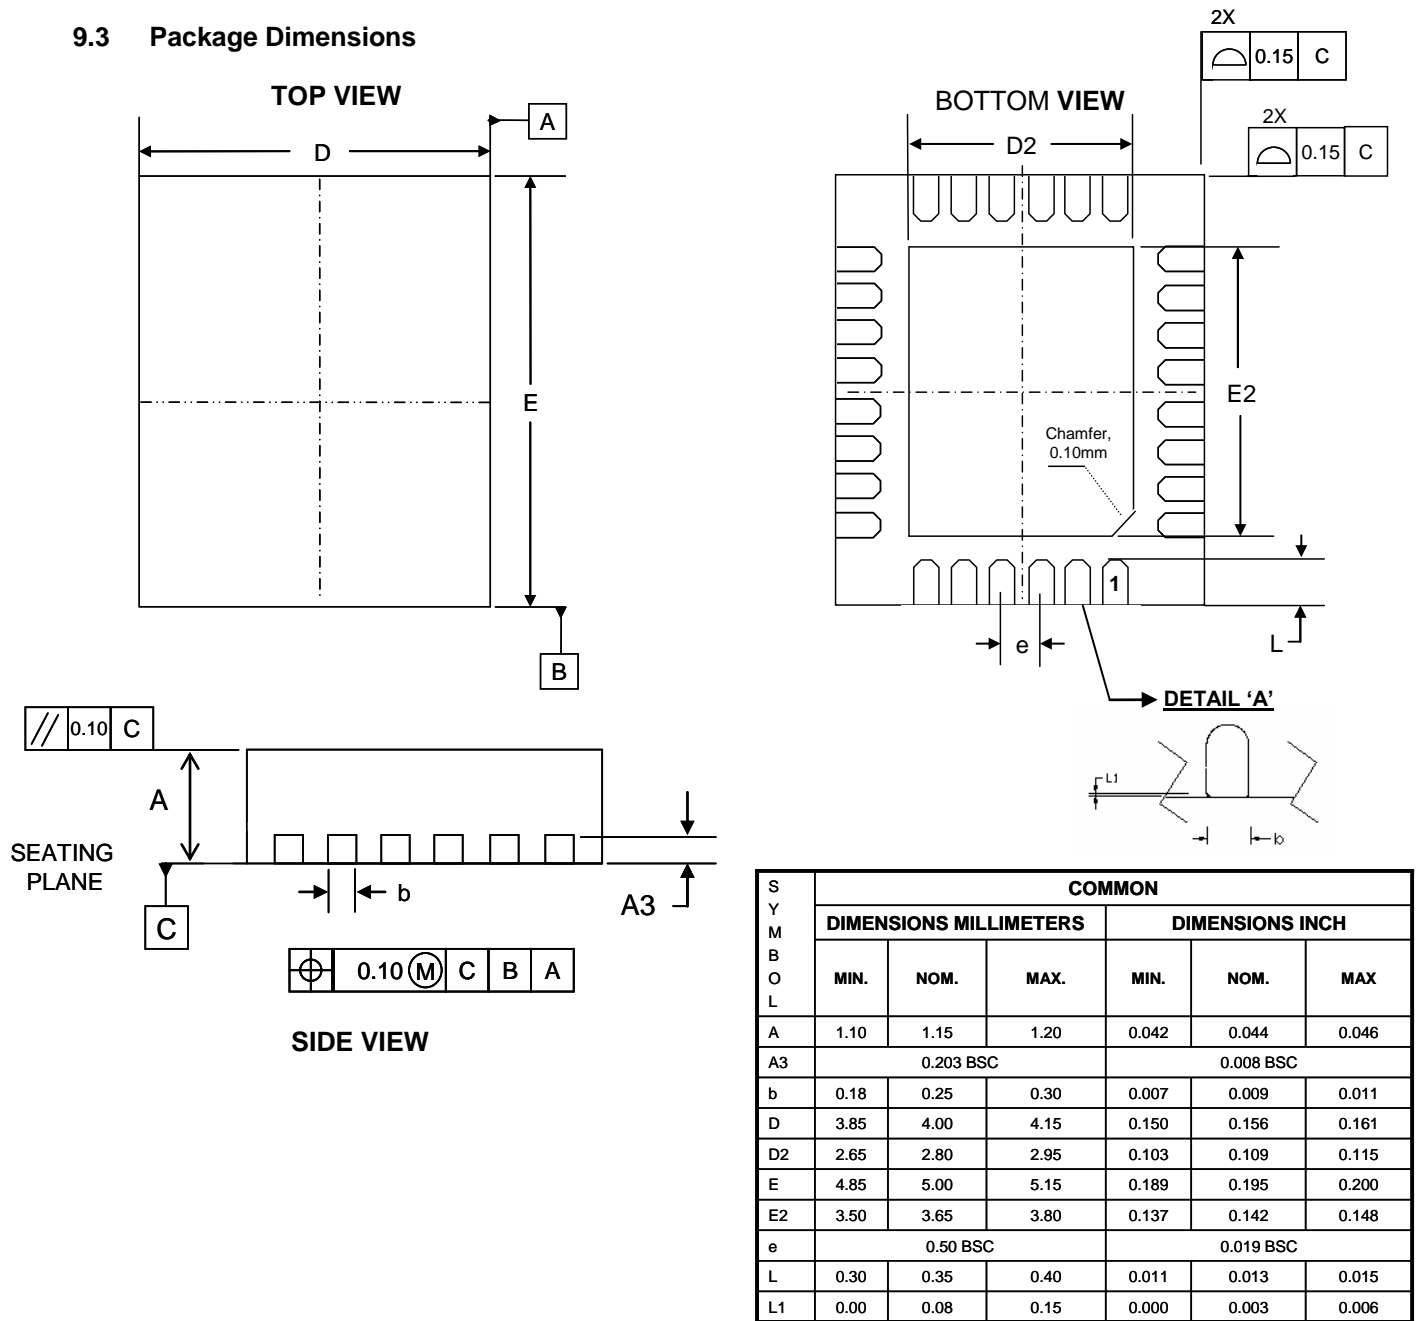 9.3 Package Dimensions
TOP VIEW
A
D
E
B
2X
0.15 C
2X
0.15 C
BOTTOM VIEW
D2
E2
Chamfer,
0.10mm
1
e
L
DETAIL ‘A’
L1
b
// 0.10 C
A
SEATING
PLANE
C
b
A3
0.10 M C B A
SIDE VIEW
SYMBOL COMMON
DIMENSIONS MILLIMETERS DIMENSIONS INCH
MIN. NOM. MAX. MIN. NOM. MAX
A 1.10 1.15 1.20 0.042 0.044 0.046
A3 0.203 BSC 0.008 BSC
b 0.18 0.25 0.30 0.007 0.009 0.011
D 3.85 4.00 4.15 0.150 0.156 0.161
D2 2.65 2.80 2.95 0.103 0.109 0.115
E 4.85 5.00 5.15 0.189 0.195 0.200
E2 3.50 3.65 3.80 0.137 0.142 0.148
e 0.50 BSC 0.019 BSC
L 0.30 0.35 0.40 0.011 0.013 0.015
L1 0.00 0.08 0.15 0.000 0.003 0.006